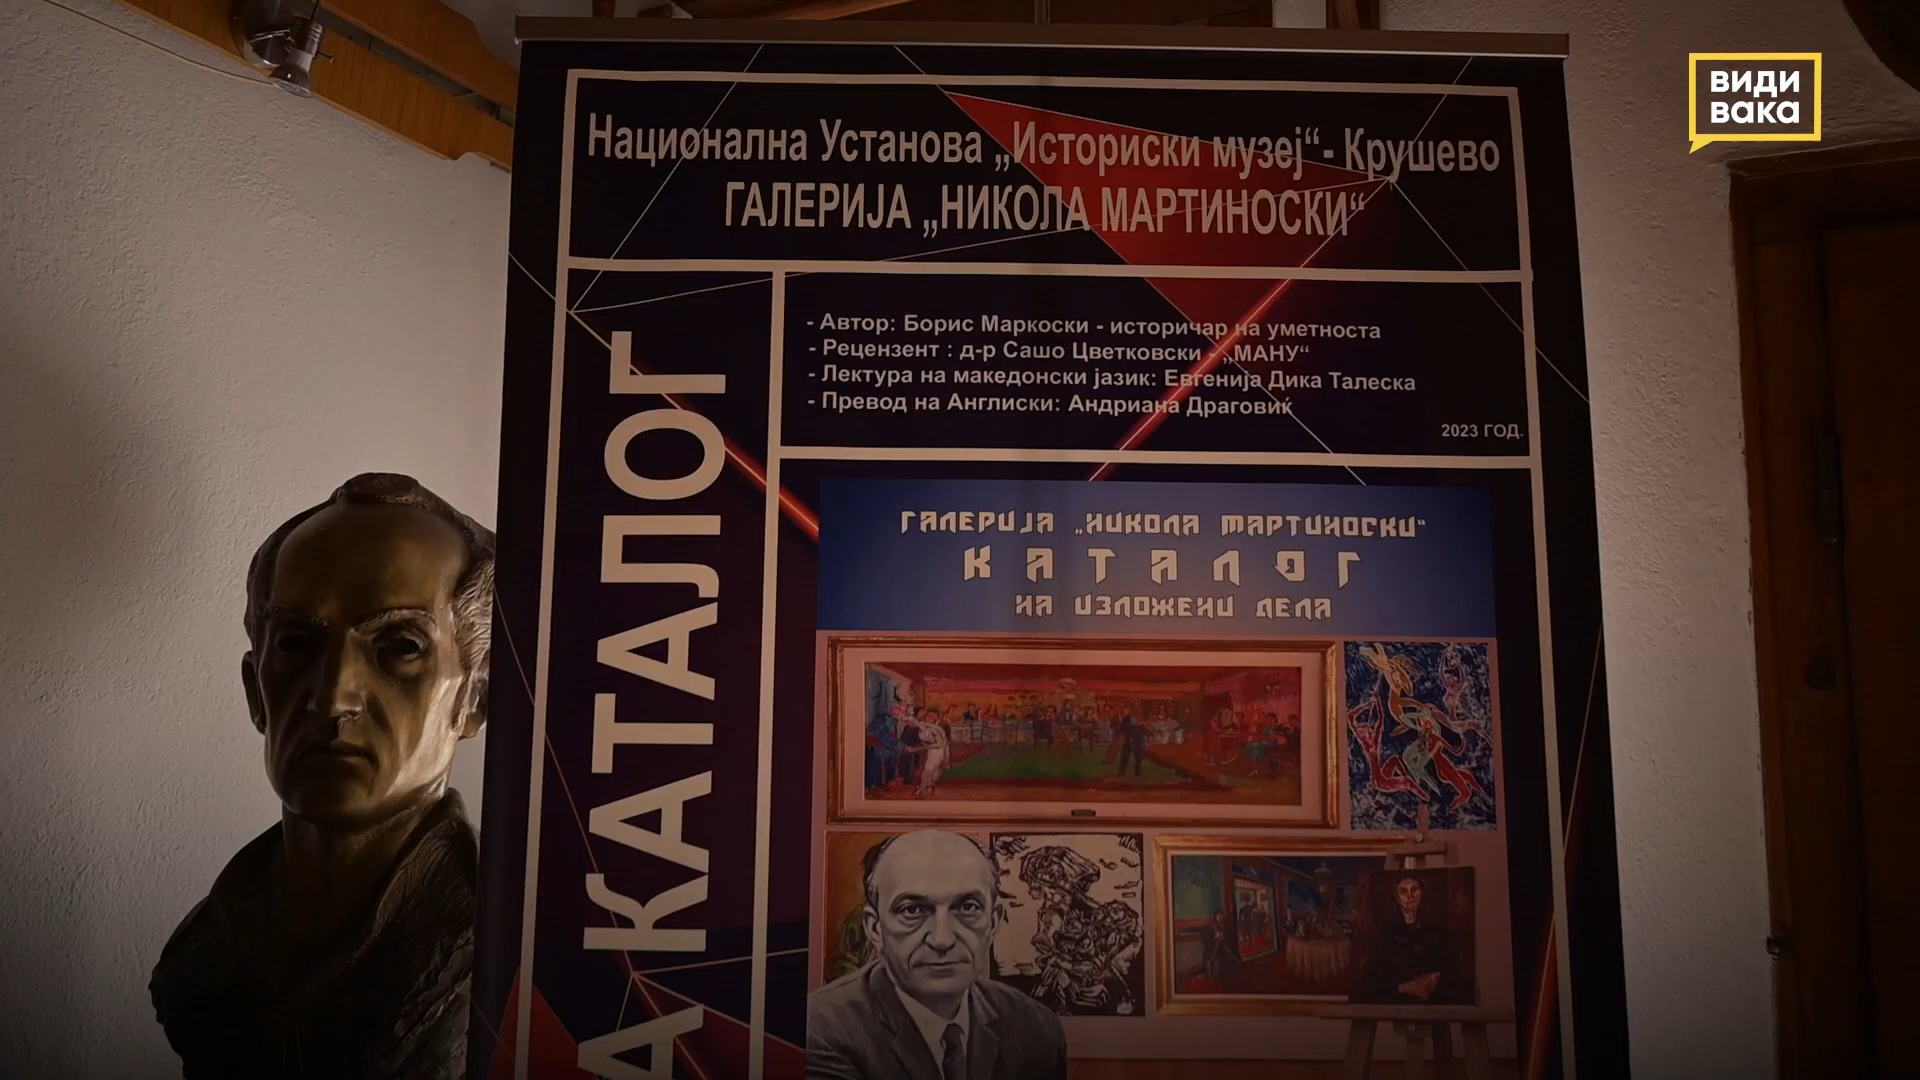 види
вака
Национална Установа „Историски музеј“- Крушево
ГАЛЕРИЈА „НИКОЛА МАРТИНОСКИ“
- Автор: Борис Маркоски - историчар на уметноста
- Рецензент : д-р Сашо Цветковски - „МАНУ“
- Лектура на македонски јазик: Евгенија Дика Талеска
- Превод на Англиски: Андриана Драговиќ
2023 ГОД.
КАТАЛОГ
ГАЛЕРИЈА „НИКОЛА МАРТИНОСКИ“
КАТАЛОГ
НА ИЗЛОЖЕНИ ДЕЛА